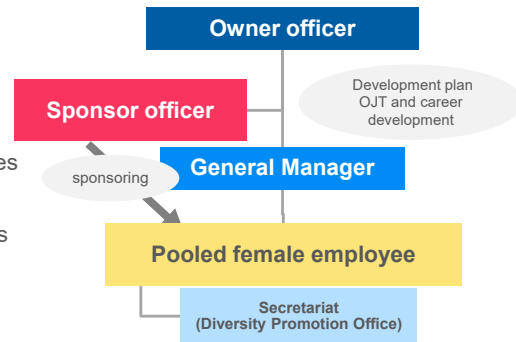 Owner officer
Development plan
OJT and career
development
Sponsor officer
es
sponsoring
General Manager
s
Pooled female employee
Secretariat
(Diversity Promotion Office)